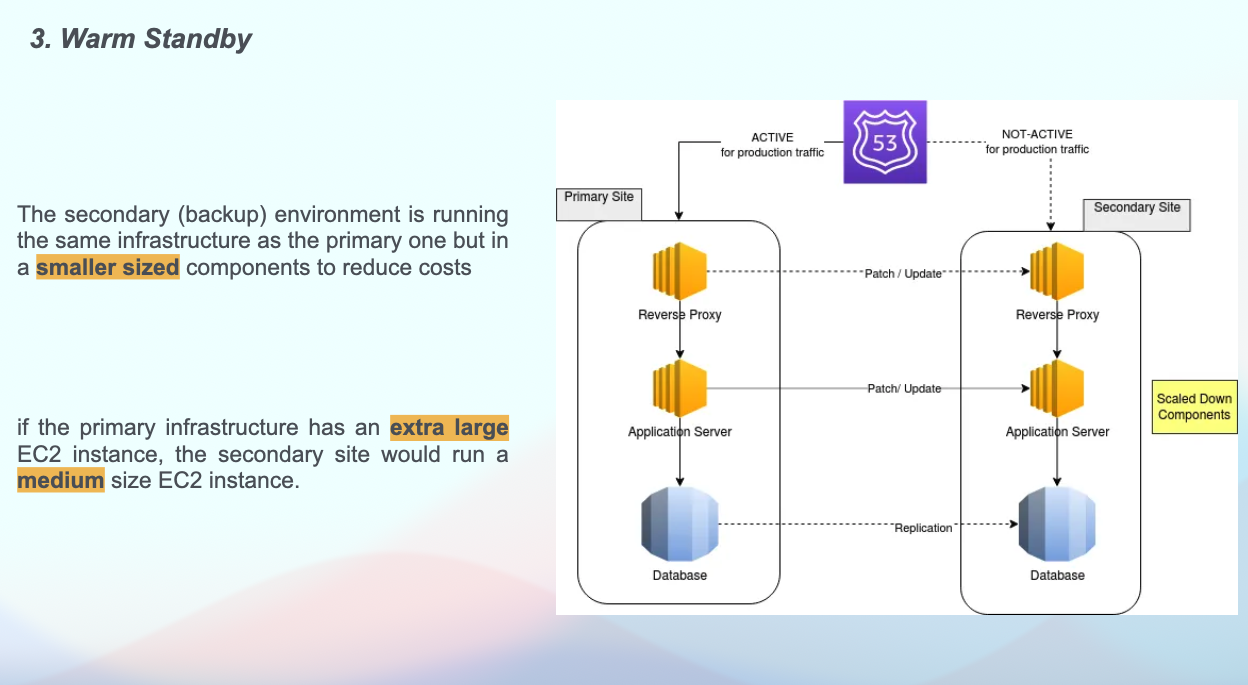 3. Warm Standby
The secondary (backup) environment is running
the same infrastructure as the primary one but in
a smaller sized components to reduce costs
if the primary infrastructure has an extra large
EC2 instance, the secondary site would run a
medium size EC2 instance.
ACTIVE
for production traffic
53
NOT-ACTIVE
for production traffic
Primary Site
Secondary Site
Patch / Update
Reverse Proxy
Reverse Proxy
Patch/ Update
Scaled Down
Components
Application Server
Application Server
Replication
Database
Database